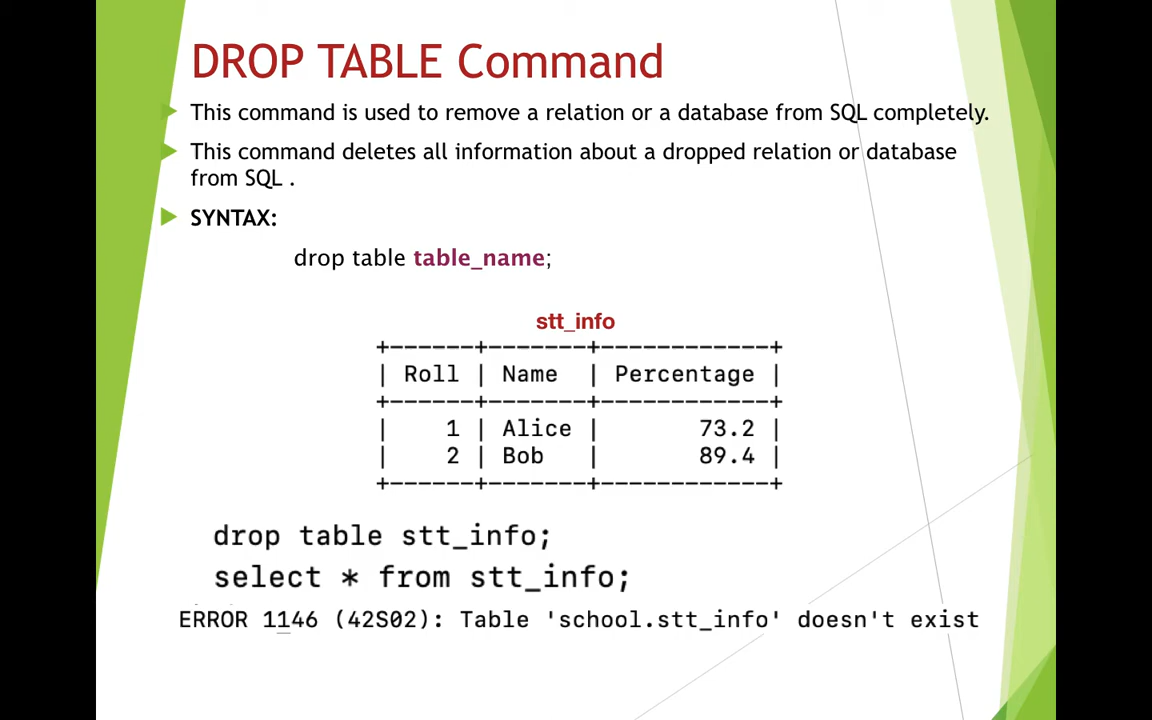 DROP TABLE Command
This command is used to remove a relation or a database from SQL completely.
This command deletes all information about a dropped relation or database
from SQL .
SYNTAX:
drop table table_name;
stt_info
+------+-------+------------+
| Roll | Name  | Percentage |
+------+-------+------------+
|    1 | Alice |       73.2 |
|    2 | Bob   |       89.4 |
+------+-------+------------+
drop table stt_info;
select * from stt_info;
ERROR 1146 (42S02): Table 'school.stt_info' doesn't exist